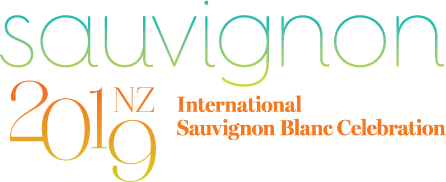 sauvignon
2019 NZ International
Sauvignon Blanc Celebration